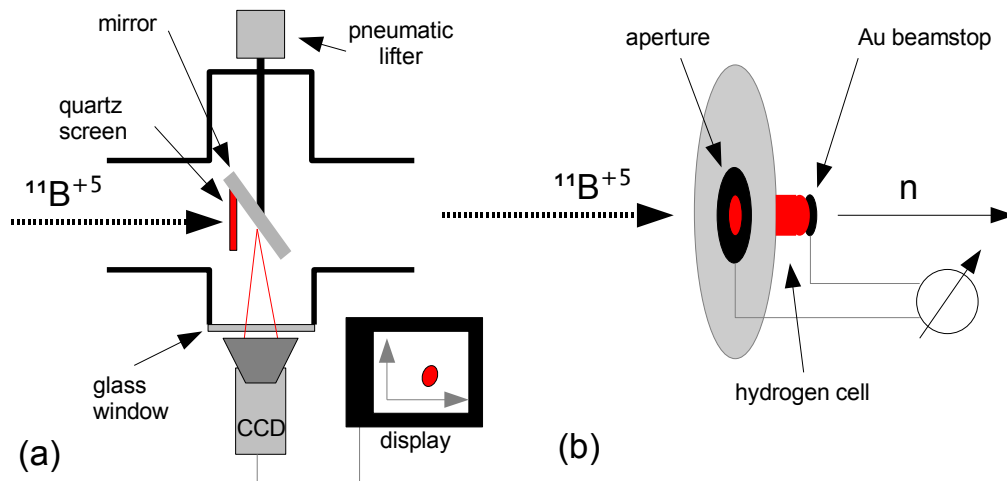 mirror
pneumatic
lifter
quartz
screen
¹¹B⁺⁵
glass
window
CCD
display
(a)
aperture
Au beamstop
¹¹B⁺⁵
n
hydrogen cell
(b)